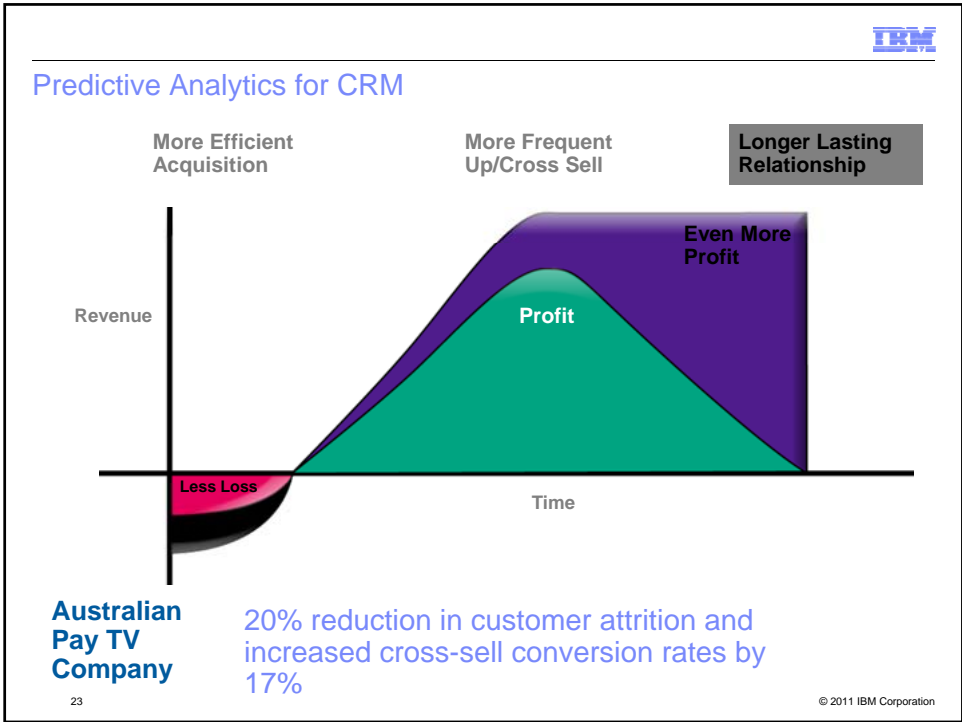 IBM
Predictive Analytics for CRM
More Efficient
Acquisition
More Frequent
Up/Cross Sell
Longer Lasting
Relationship
Even More
Profit
Revenue
Profit
Less Loss
Time
Australian
Pay TV
Company
20% reduction in customer attrition and
increased cross-sell conversion rates by
17%
23
© 2011 IBM Corporation